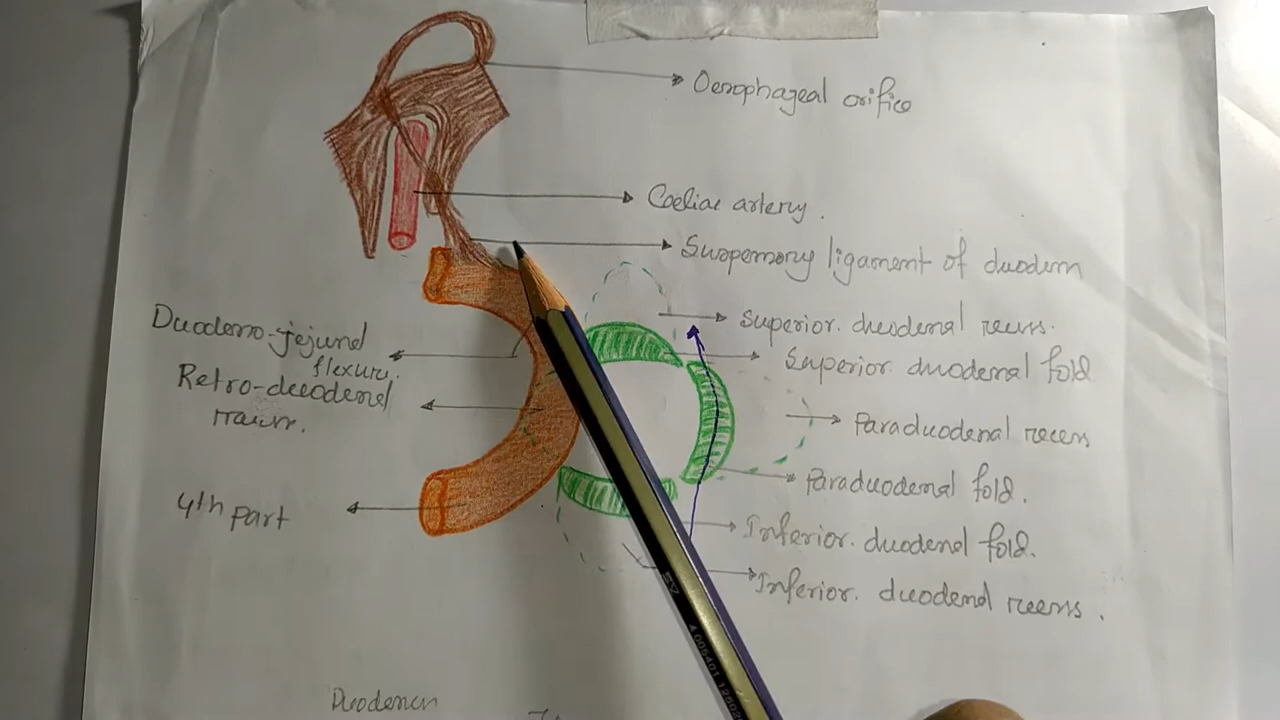 Oesophageal orifice
Coeliac artery.
Suspensory ligament of duodenm
Superior. duodenal recess.
Superior duodenal fold
Paraduodenal recess
Paraduodenal fold.
Inferior. duodenal fold.
Inferior. duodenal recess.
Duodeno-jejunal
flexure.
Retro-duodenal
recess.
4th part
Duodenum